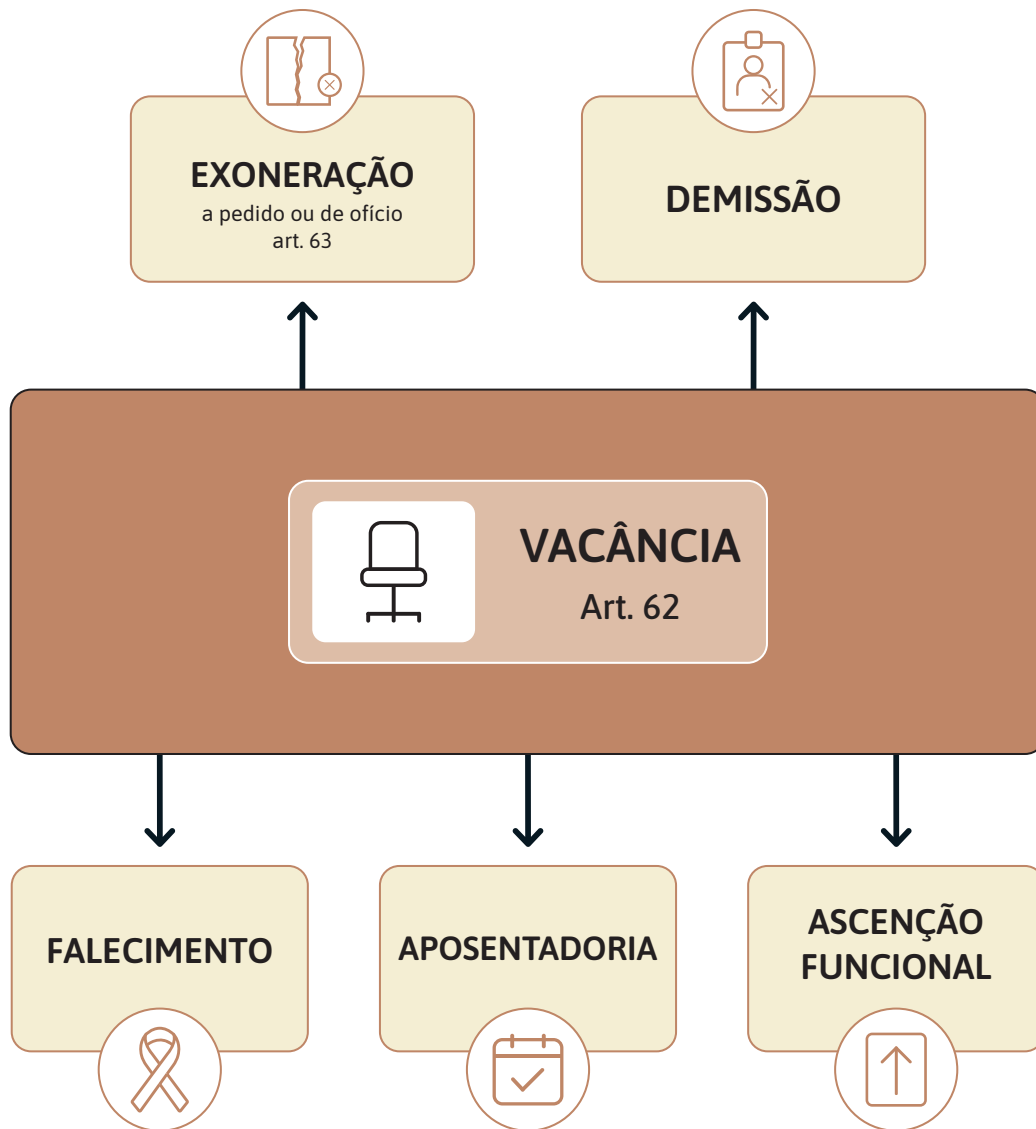 EXONERAÇÃO
a pedido ou de ofício
art. 63
DEMISSÃO
VACÂNCIA
Art. 62
FALECIMENTO
APOSENTADORIA
ASCENÇÃO
FUNCIONAL